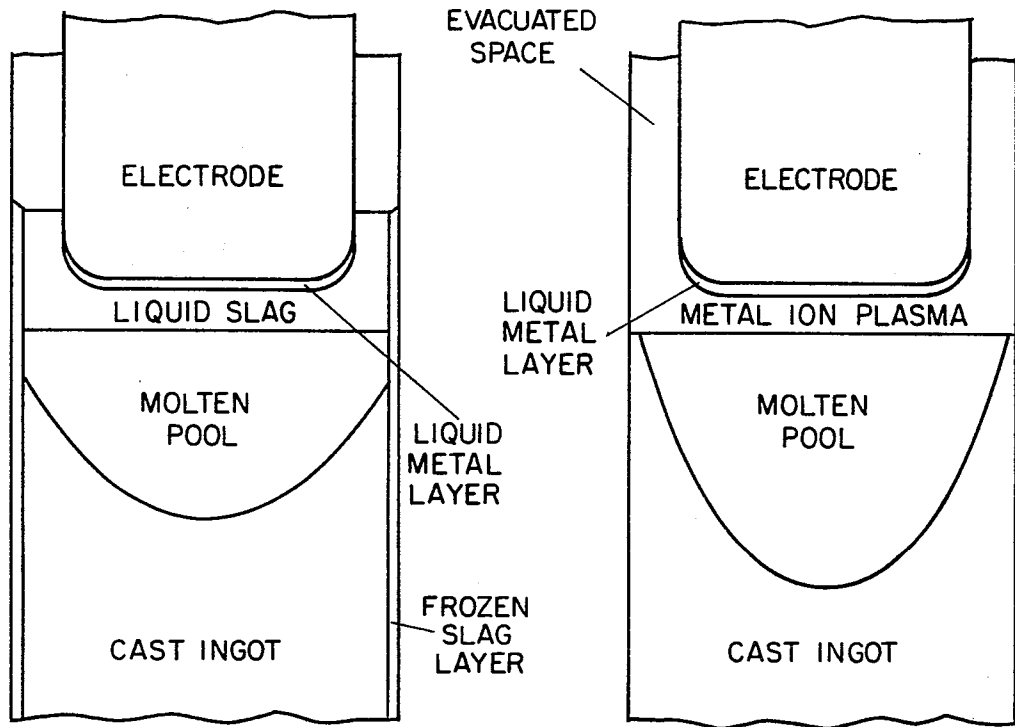 ELECTRODE
LIQUID SLAG
MOLTEN
POOL
LIQUID
METAL
LAYER
CAST INGOT
FROZEN
SLAG
LAYER
EVACUATED
SPACE
ELECTRODE
LIQUID
METAL
LAYER
METAL ION PLASMA
MOLTEN
POOL
CAST INGOT